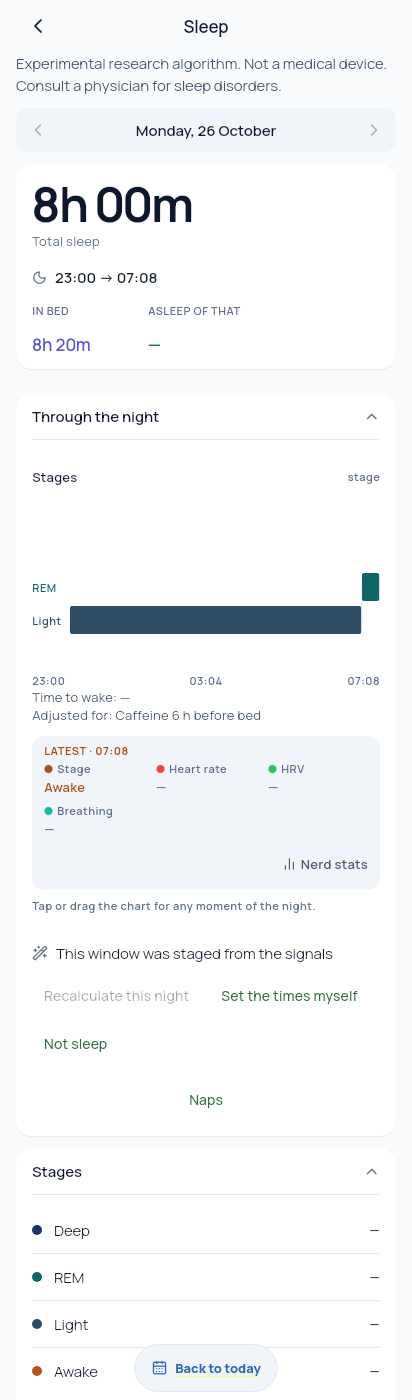 Sleep
Experimental research algorithm. Not a medical device.
Consult a physician for sleep disorders.
Monday, 26 October
8h 00m
Total sleep
23:00 → 07:08
IN BED
ASLEEP OF THAT
8h 20m
—
Through the night
Stages
stage
REM
Light
23:00
03:04
07:08
Time to wake: —
Adjusted for: Caffeine 6 h before bed
LATEST · 07:08
Stage
Heart rate
HRV
Awake
—
—
Breathing
—
Nerd stats
Tap or drag the chart for any moment of the night.
This window was staged from the signals
Recalculate this night
Set the times myself
Not sleep
Naps
Stages
Deep
—
REM
—
Light
—
Awake
—
Back to today